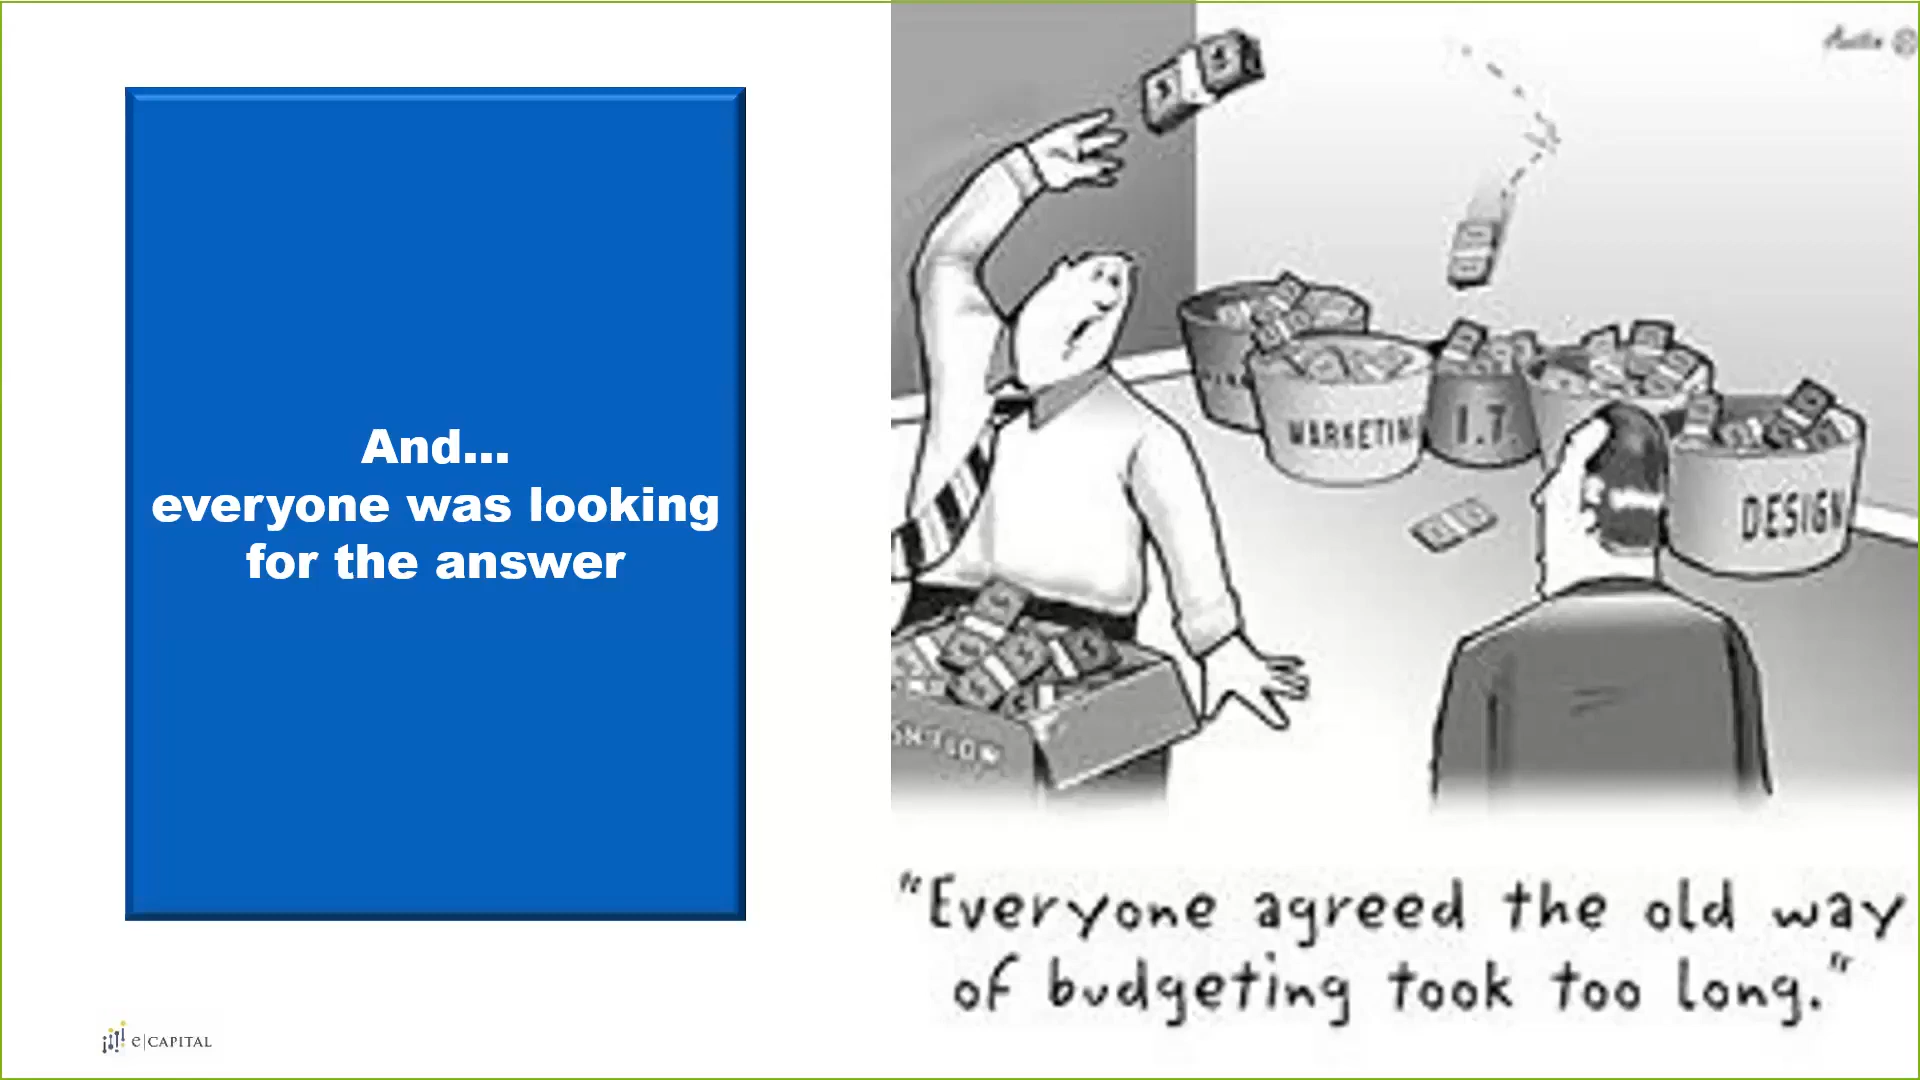 And...
everyone was looking
for the answer
MARKETIN
I.T.
DESIGN
"Everyone agreed the old way
of budgeting took too long."
e|CAPITAL